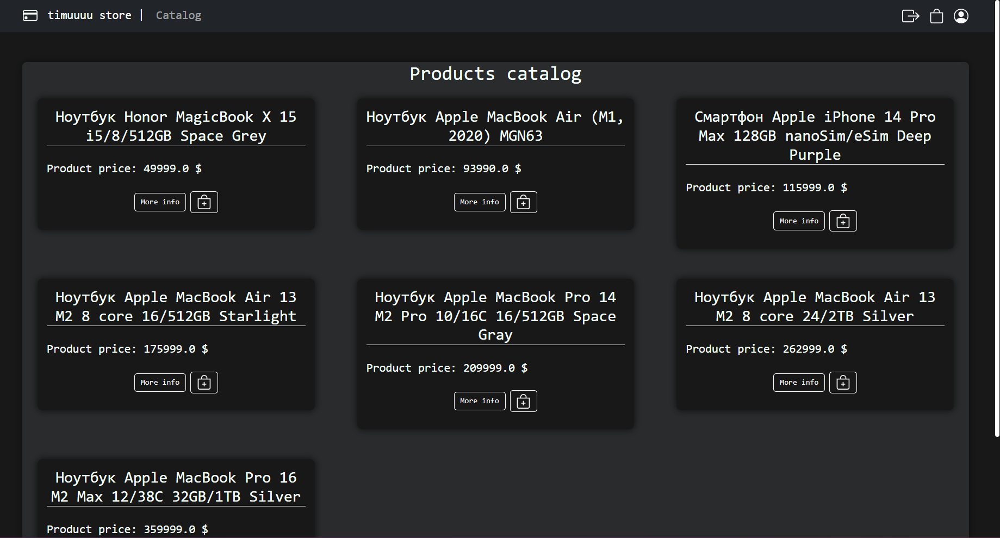 timuuuu store | Catalog
Products catalog
Ноутбук Honor MagicBook X 15
i5/8/512GB Space Grey
Product price: 49999.0 $
More info
Ноутбук Apple MacBook Air (M1,
2020) MGN63
Product price: 93990.0 $
More info
Смартфон Apple iPhone 14 Pro
Max 128GB nanoSim/eSim Deep
Purple
Product price: 115999.0 $
More info
Ноутбук Apple MacBook Air 13
M2 8 core 16/512GB Starlight
Product price: 175999.0 $
More info
Ноутбук Apple MacBook Pro 14
M2 Pro 10/16C 16/512GB Space
Gray
Product price: 209999.0 $
More info
Ноутбук Apple MacBook Air 13
M2 8 core 24/2TB Silver
Product price: 262999.0 $
More info
Ноутбук Apple MacBook Pro 16
M2 Max 12/38C 32GB/1TB Silver
Product price: 359999.0 $